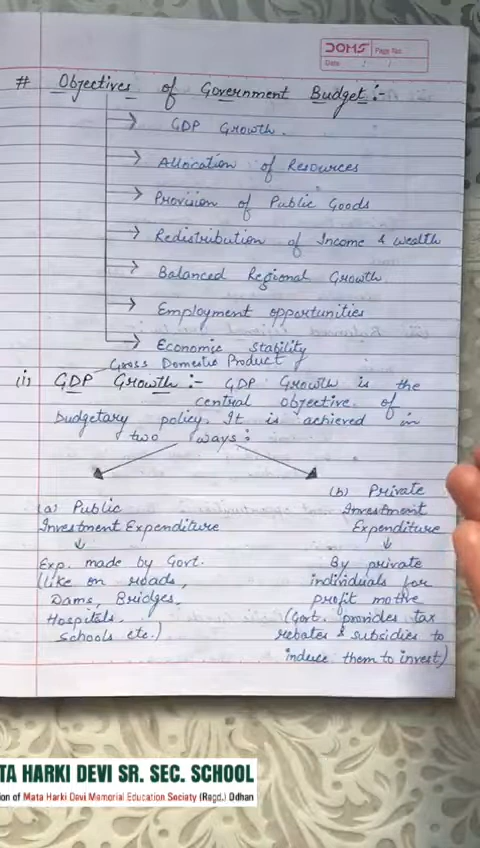 DOMS Page No.
Date / /
# Objectives of Government Budget :-
→ GDP Growth.
→ Allocation of Resources
→ Provision of Public Goods
→ Redistribution of Income & wealth
→ Balanced Regional Growth
→ Employment opportunities
→ Economic Stability
Gross Domestic Product
(i) GDP Growth :- GDP Growth is the
central objective of
budgetary policy. It is achieved in
two ways :
(a) Public
Investment Expenditure
↓
Exp. made by Govt.
(like on roads,
Dams, Bridges,
Hospitals,
Schools etc.)
(b) Private
Investment
Expenditure
↓
By private
individuals for
profit motive
(Govt. provides tax
rebates & subsidies to
induce them to invest)
TA HARKI DEVI SR. SEC. SCHOOL
ion of Mata Harki Devi Memorial Education Society (Regd.) Odhan